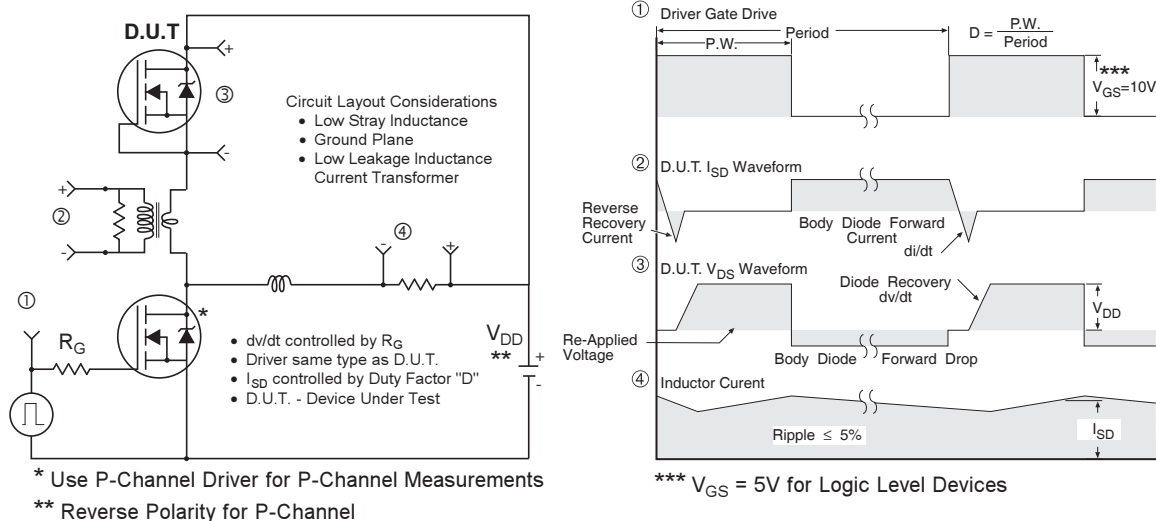 D.U.T
+
③
-
Circuit Layout Considerations
• Low Stray Inductance
• Ground Plane
• Low Leakage Inductance
Current Transformer
+
②
-
④
-
+
①
R_G
*
• dv/dt controlled by R_G
• Driver same type as D.U.T.
• I_SD controlled by Duty Factor "D"
• D.U.T. - Device Under Test
V_DD
**
+
-
* Use P-Channel Driver for P-Channel Measurements
** Reverse Polarity for P-Channel
① Driver Gate Drive
P.W.
Period
D = P.W. / Period
***
V_GS=10V
② D.U.T. I_SD Waveform
Reverse
Recovery
Current
Body Diode Forward
Current
di/dt
③ D.U.T. V_DS Waveform
Diode Recovery
dv/dt
V_DD
Re-Applied
Voltage
Body Diode Forward Drop
④ Inductor Curent
Ripple ≤ 5%
I_SD
*** V_GS = 5V for Logic Level Devices